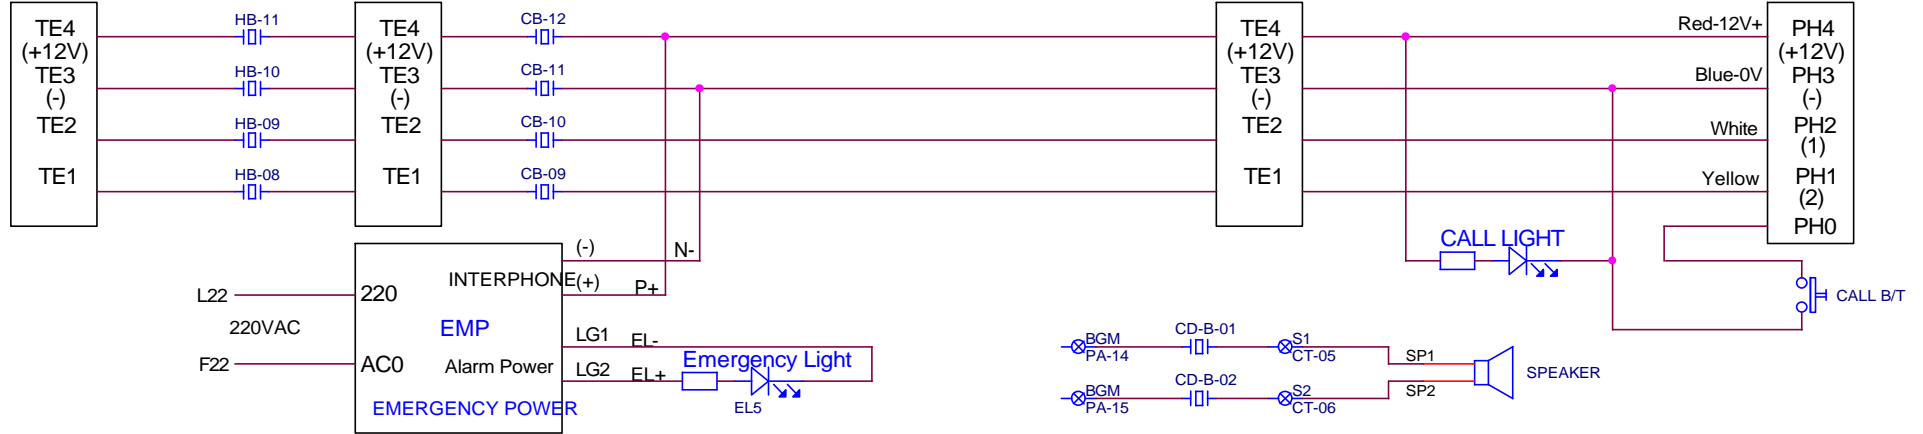 TE4
(+12V)
TE3
(-)
TE2
TE1
HB-11
HB-10
HB-09
HB-08
TE4
(+12V)
TE3
(-)
TE2
TE1
CB-12
CB-11
CB-10
CB-09
TE4
(+12V)
TE3
(-)
TE2
TE1
Red-12V+
Blue-0V
White
Yellow
PH4
(+12V)
PH3
(-)
PH2
(1)
PH1
(2)
PH0
CALL LIGHT
CALL B/T
L22
220VAC
F22
220
AC0
INTERPHONE
EMP
Alarm Power
EMERGENCY POWER
(-)
N-
(+)
P+
LG1
EL-
LG2
EL+
Emergency Light
EL5
BGM
PA-14
CD-B-01
S1
CT-05
SP1
BGM
PA-15
CD-B-02
S2
CT-06
SP2
SPEAKER